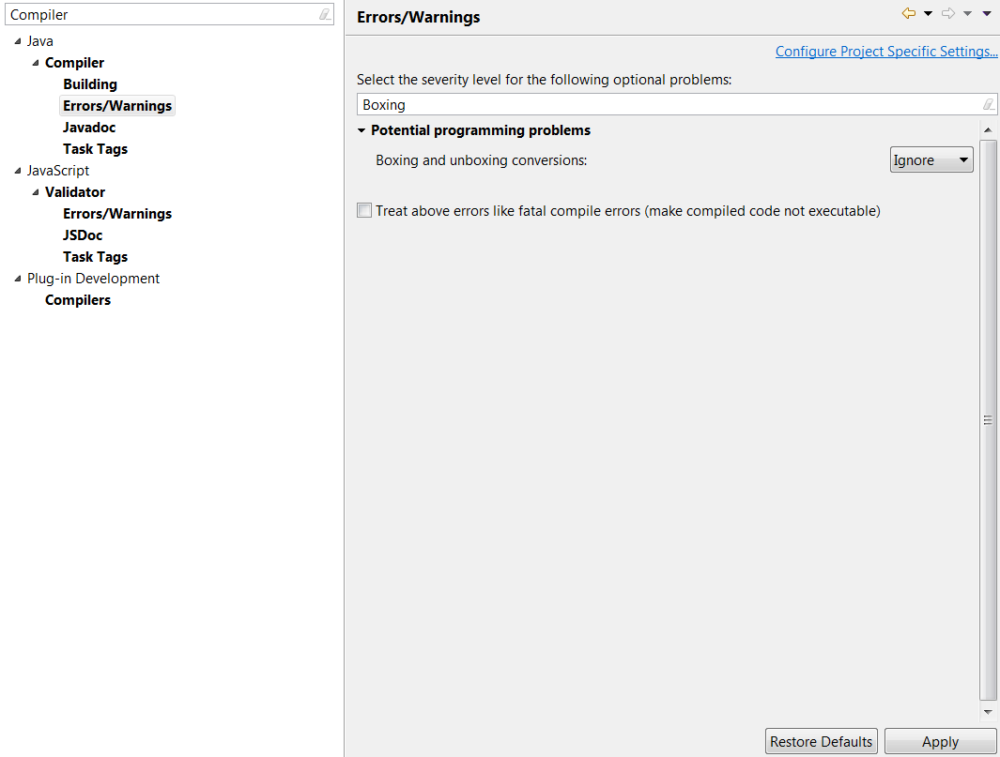 Compiler
Java
Compiler
Building
Errors/Warnings
Javadoc
Task Tags
JavaScript
Validator
Errors/Warnings
JSDoc
Task Tags
Plug-in Development
Compilers
Errors/Warnings
Configure Project Specific Settings...
Select the severity level for the following optional problems:
Boxing
Potential programming problems
Boxing and unboxing conversions: Ignore
Treat above errors like fatal compile errors (make compiled code not executable)
Restore Defaults Apply